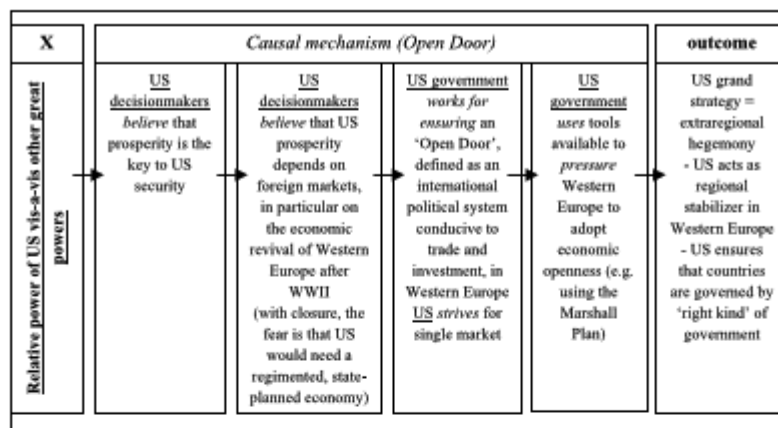 X
Causal mechanism (Open Door)
outcome
Relative power of US vis-a-vis other great
powers
US
decisionmakers
believe that
prosperity is the
key to US
security
US
decisionmakers
believe that US
prosperity
depends on
foreign markets,
in particular on
the economic
revival of Western
Europe after
WWII
(with closure, the
fear is that US
would need a
regimented, state-
planned economy)
US government
works for
ensuring an
‘Open Door’,
defined as an
international
political system
conducive to
trade and
investment, in
Western Europe
US strives for
single market
US
government
uses tools
available to
pressure
Western
Europe to
adopt
economic
openness (e.g.
using the
Marshall
Plan)
US grand
strategy =
extraregional
hegemony
- US acts as
regional
stabilizer in
Western Europe
- US ensures
that countries
are governed by
‘right kind’ of
government